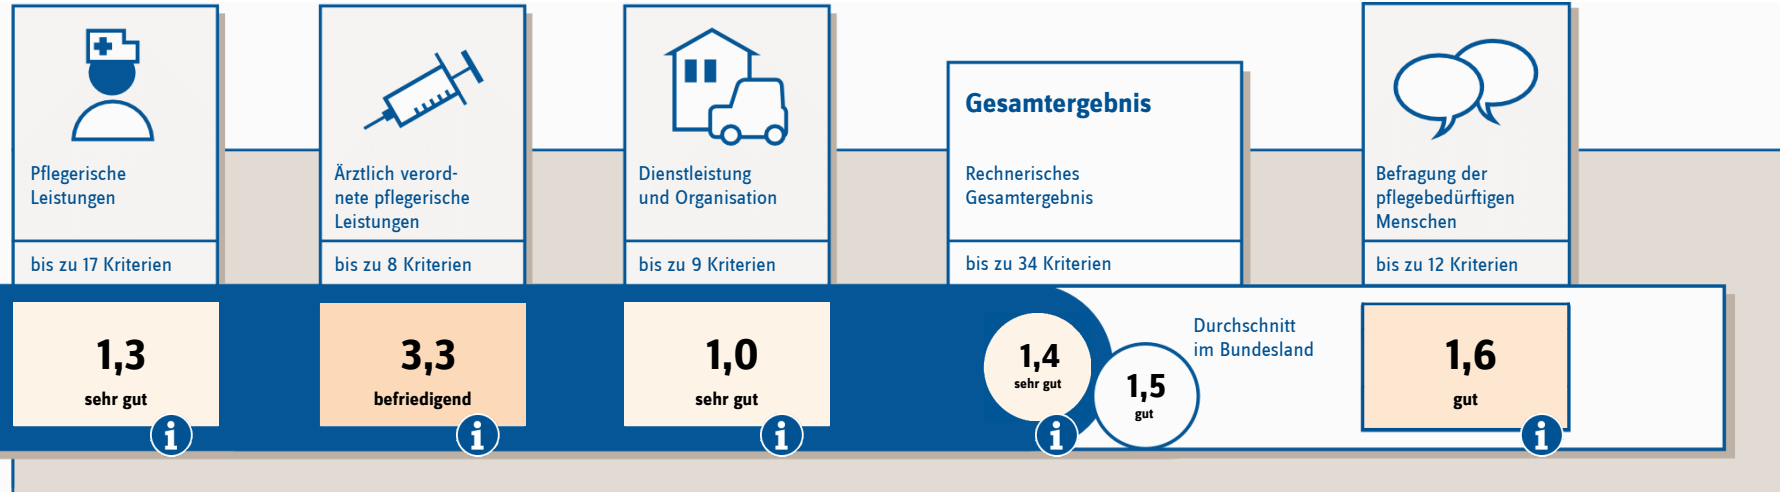 Pflegerische
Leistungen
bis zu 17 Kriterien
1,3
sehr gut
Ärztlich verord-
nete pflegerische
Leistungen
bis zu 8 Kriterien
3,3
befriedigend
Dienstleistung
und Organisation
bis zu 9 Kriterien
1,0
sehr gut
Gesamtergebnis
Rechnerisches
Gesamtergebnis
bis zu 34 Kriterien
1,4
sehr gut
Durchschnitt
im Bundesland
1,5
gut
Befragung der
pflegebedürftigen
Menschen
bis zu 12 Kriterien
1,6
gut